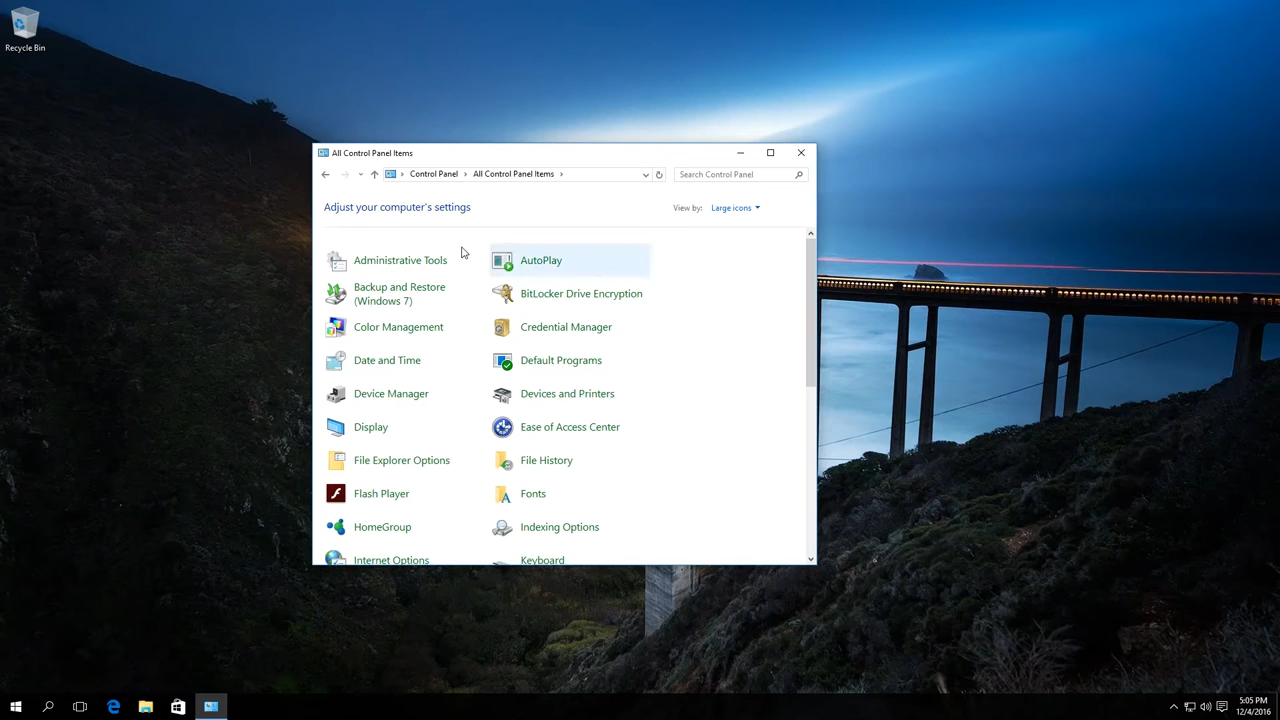 Recycle Bin
All Control Panel Items
Control Panel
All Control Panel Items
Search Control Panel
Adjust your computer's settings
View by:
Large icons
Administrative Tools
AutoPlay
Backup and Restore
(Windows 7)
BitLocker Drive Encryption
Color Management
Credential Manager
Date and Time
Default Programs
Device Manager
Devices and Printers
Display
Ease of Access Center
File Explorer Options
File History
Flash Player
Fonts
HomeGroup
Indexing Options
Internet Options
Keyboard
5:05 PM
12/4/2016